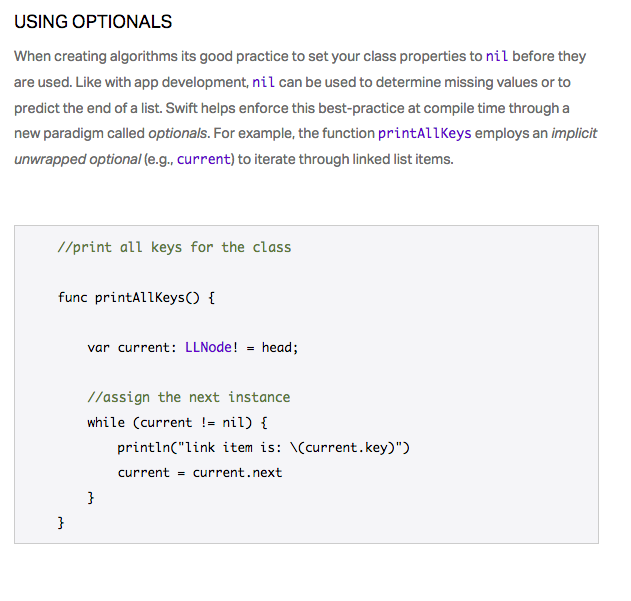 USING OPTIONALS
When creating algorithms its good practice to set your class properties to nil before they
are used. Like with app development, nil can be used to determine missing values or to
predict the end of a list. Swift helps enforce this best-practice at compile time through a
new paradigm called optionals. For example, the function printAllKeys employs an implicit
unwrapped optional (e.g., current) to iterate through linked list items.
//print all keys for the class
func printAllKeys() {
var current: LLNode! = head;
//assign the next instance
while (current != nil) {
println("link item is: \(current.key)")
current = current.next
}
}